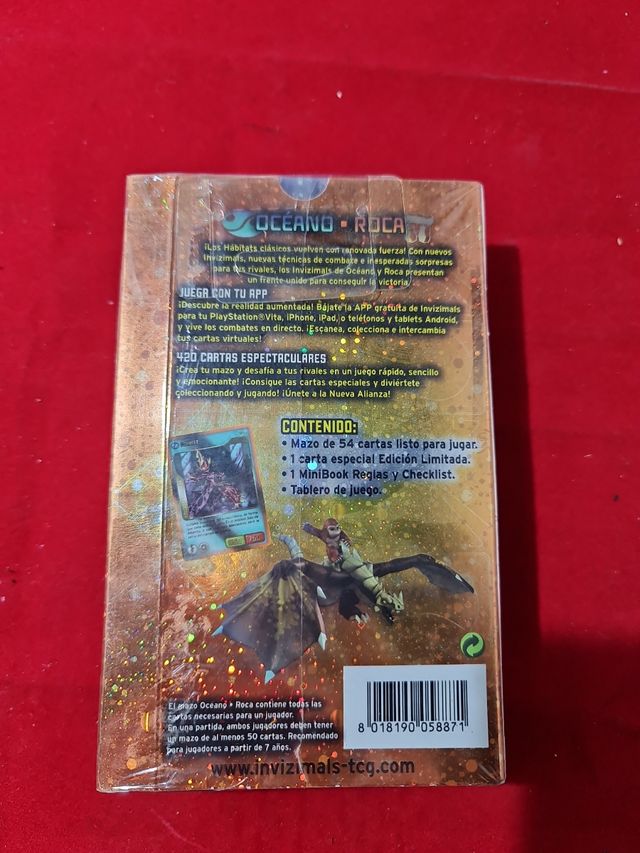 OCÉANO • ROCA
¡Los Hábitats clásicos vuelven con renovada fuerza! Con nuevos
Invizimals, nuevas técnicas de combate e inesperadas sorpresas
para tus rivales, los Invizimals de Océano y Roca presentan
un frente unido para conseguir la victoria
JUEGA CON TU APP
¡Descubre la realidad aumentada! Bájate la APP gratuita de Invizimals
para tu PlayStation®Vita, iPhone, iPad, o teléfonos y tablets Android,
y vive los combates en directo. ¡Escanea, colecciona e intercambia
tus cartas virtuales!
420 CARTAS ESPECTACULARES
¡Crea tu mazo y desafía a tus rivales en un juego rápido, sencillo
y emocionante! ¡Consigue las cartas especiales y diviértete
coleccionando y jugando! ¡Únete a la Nueva Alianza!
CONTENIDO:
• Mazo de 54 cartas listo para jugar.
• 1 carta especial Edición Limitada.
• 1 MiniBook Reglas y Checklist.
• Tablero de juego.
El mazo Océano • Roca contiene todas las
cartas necesarias para un jugador.
En una partida, ambos jugadores deben tener
un mazo de al menos 50 cartas. Recomendado
para jugadores a partir de 7 años.
8 018190 058871
www.invizimals-tcg.com